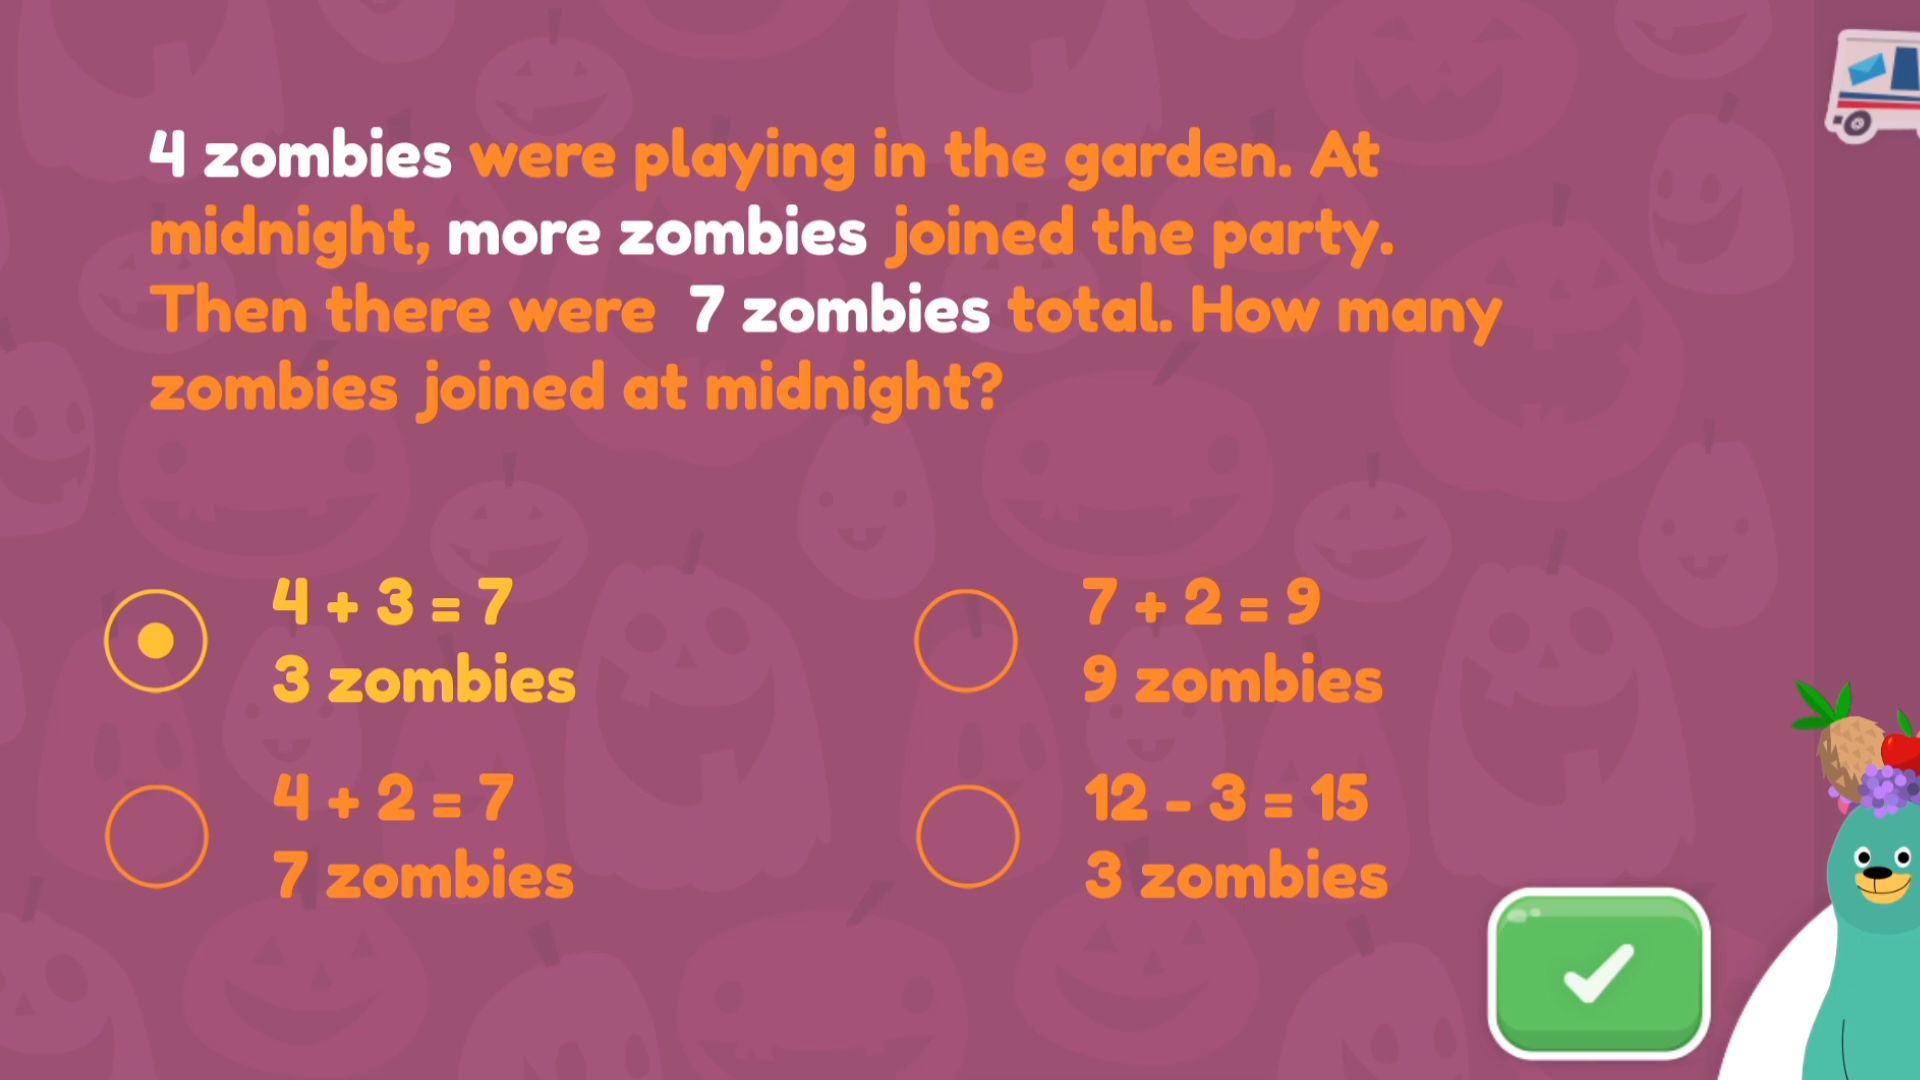 4 zombies were playing in the garden. At
midnight, more zombies joined the party.
Then there were 7 zombies total. How many
zombies joined at midnight?
4 + 3 = 7
3 zombies
7 + 2 = 9
9 zombies
4 + 2 = 7
7 zombies
12 - 3 = 15
3 zombies